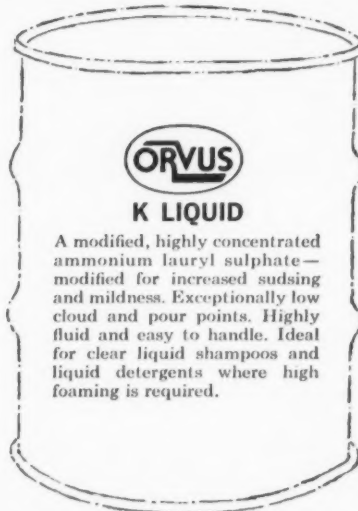 ORVUS
K LIQUID
A modified, highly concentrated
ammonium lauryl sulphate—
modified for increased sudsing
and mildness. Exceptionally low
cloud and pour points. Highly
fluid and easy to handle. Ideal
for clear liquid shampoos and
liquid detergents where high
foaming is required.